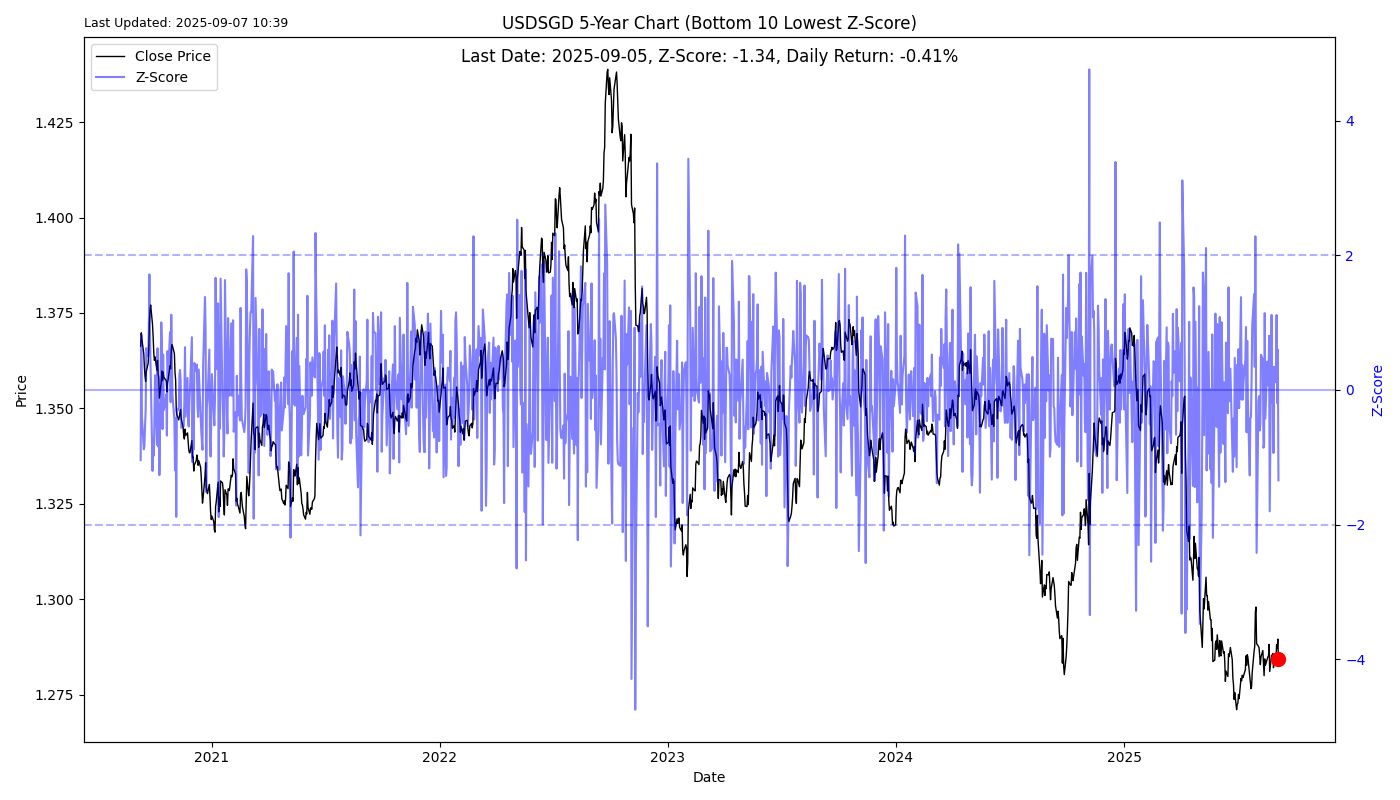 Last Updated: 2025-09-07 10:39
USDSGD 5-Year Chart (Bottom 10 Lowest Z-Score)
Last Date: 2025-09-05, Z-Score: -1.34, Daily Return: -0.41%
Close Price
Z-Score
1.425
1.400
1.375
1.350
1.325
1.300
1.275
Price
4
2
0
−2
−4
Z-Score
2021
2022
2023
2024
2025
Date